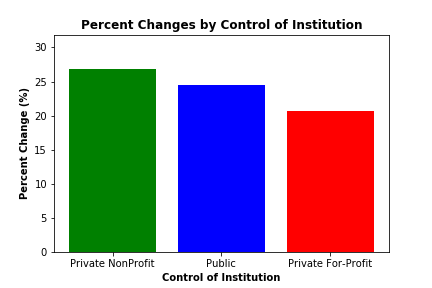 Percent Changes by Control of Institution
30
25
20
15
10
5
0
Percent Change (%)
Private NonProfit Public Private For-Profit
Control of Institution